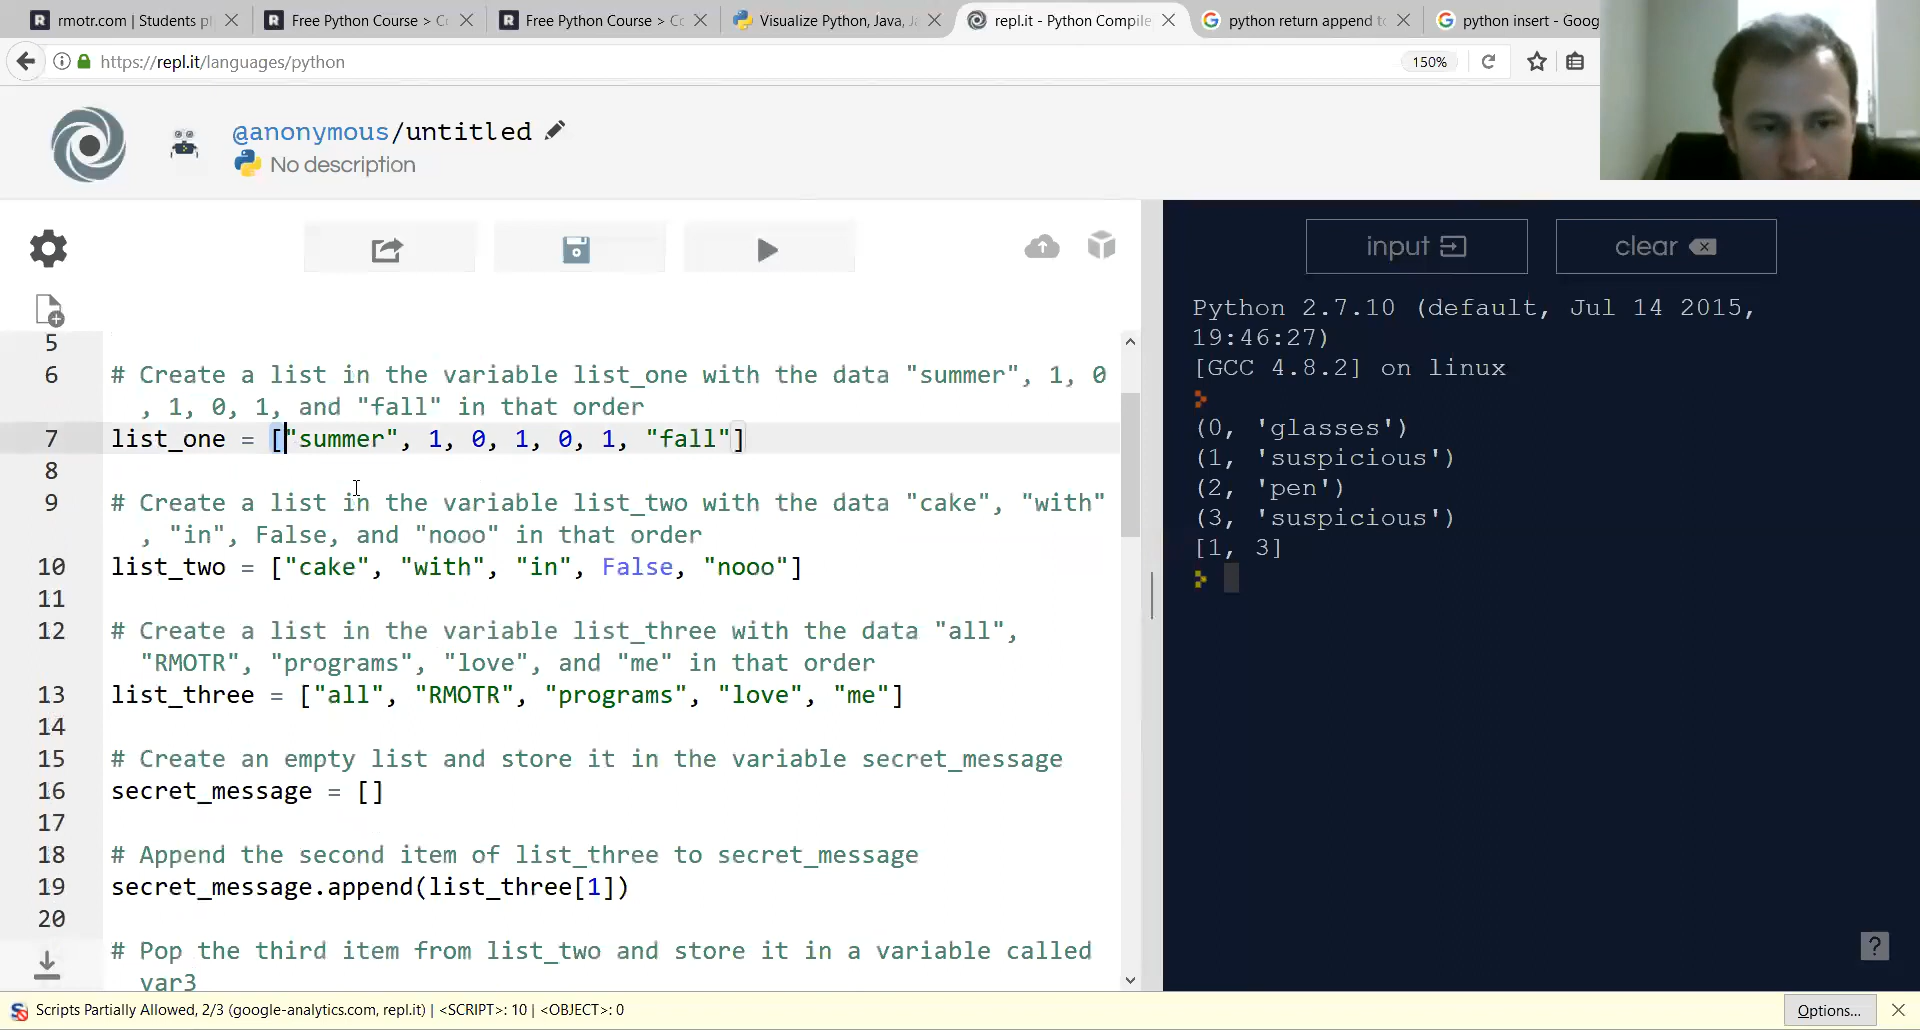 rmotr.com | Students pl
Free Python Course > Co
Free Python Course > Co
Visualize Python, Java, J
repl.it - Python Compile
python return append to
python insert - Goog
https://repl.it/languages/python
150%
@anonymous/untitled
No description
input
clear
5
6 # Create a list in the variable list_one with the data "summer", 1, 0
, 1, 0, 1, and "fall" in that order
7 list_one = ["summer", 1, 0, 1, 0, 1, "fall"]
8
9 # Create a list in the variable list_two with the data "cake", "with"
, "in", False, and "nooo" in that order
10 list_two = ["cake", "with", "in", False, "nooo"]
11
12 # Create a list in the variable list_three with the data "all",
"RMOTR", "programs", "love", and "me" in that order
13 list_three = ["all", "RMOTR", "programs", "love", "me"]
14
15 # Create an empty list and store it in the variable secret_message
16 secret_message = []
17
18 # Append the second item of list_three to secret_message
19 secret_message.append(list_three[1])
20
# Pop the third item from list_two and store it in a variable called
var3
Python 2.7.10 (default, Jul 14 2015,
19:46:27)
[GCC 4.8.2] on linux
(0, 'glasses')
(1, 'suspicious')
(2, 'pen')
(3, 'suspicious')
[1, 3]
?
Scripts Partially Allowed, 2/3 (google-analytics.com, repl.it) | <SCRIPT>: 10 | <OBJECT>: 0
Options...